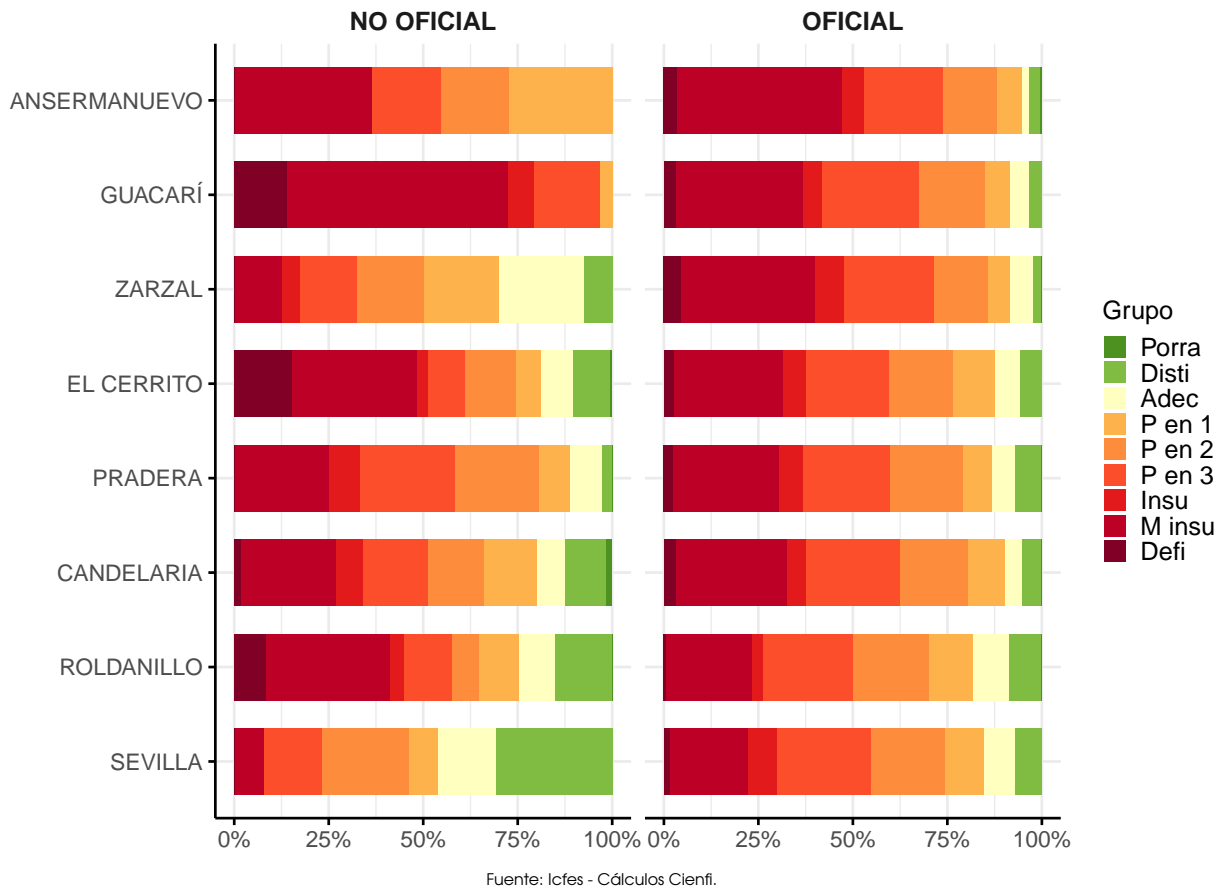 NO OFICIAL
OFICIAL
ANSERMANUEVO
GUACARÍ
ZARZAL
EL CERRITO
PRADERA
CANDELARIA
ROLDANILLO
SEVILLA
0% 25% 50% 75% 100%
0% 25% 50% 75% 100%
Grupo
Porra
Disti
Adec
P en 1
P en 2
P en 3
Insu
M insu
Defi
Fuente: Icfes - Cálculos Cienfi.